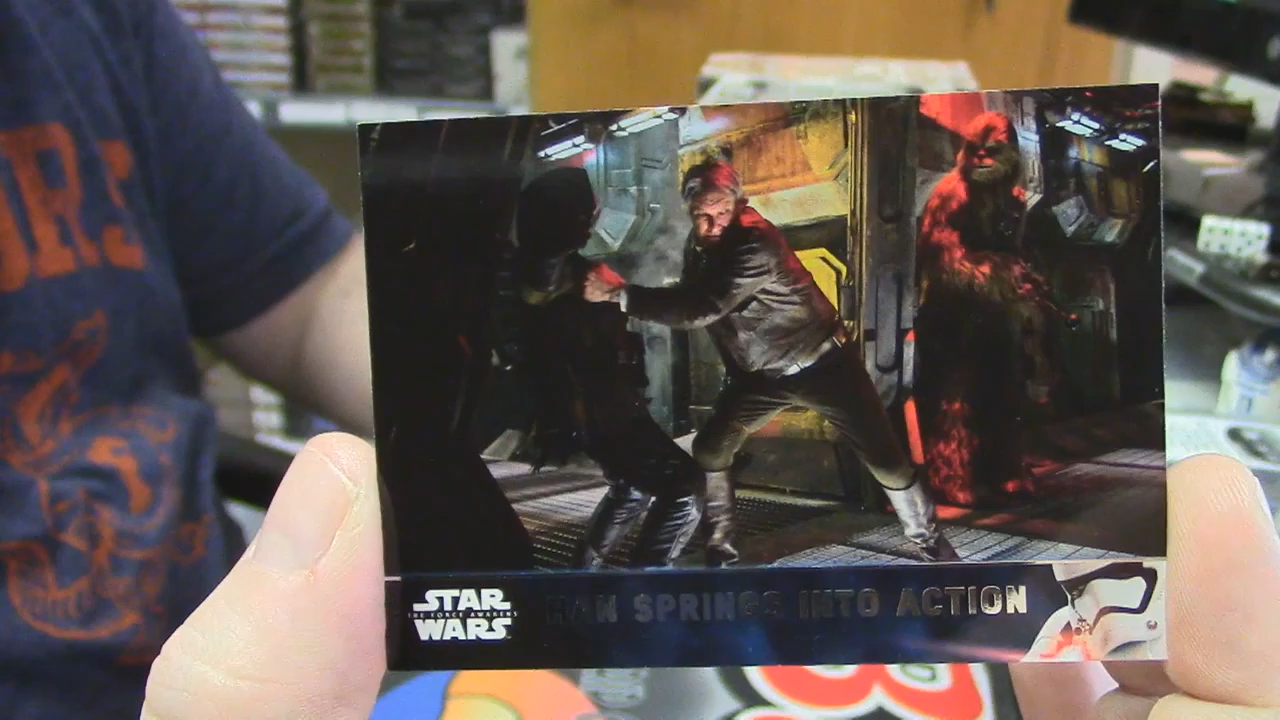 STAR
THE FORCE AWAKENS
WARS
HAN SPRINGS INTO ACTION